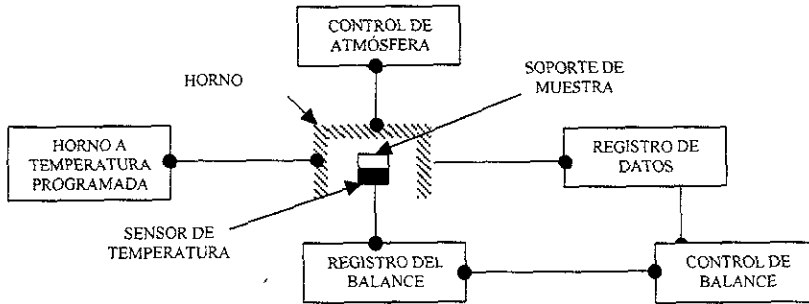 CONTROL DE
ATMÓSFERA
HORNO
SOPORTE DE
MUESTRA
HORNO A
TEMPERATURA
PROGRAMADA
REGISTRO DE
DATOS
SENSOR DE
TEMPERATURA
REGISTRO DEL
BALANCE
CONTROL DE
BALANCE